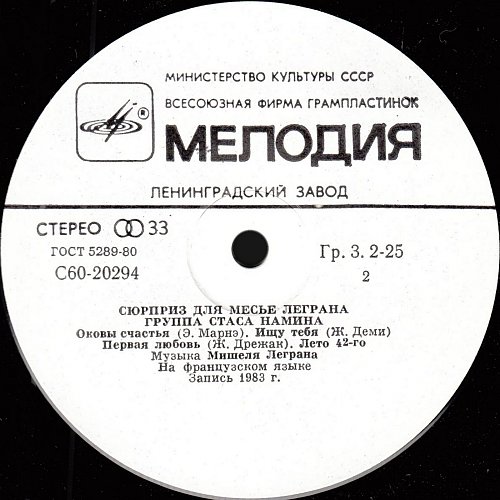 МИНИСТЕРСТВО КУЛЬТУРЫ СССР
ВСЕСОЮЗНАЯ ФИРМА ГРАМПЛАСТИНОК
®
МЕЛОДИЯ
ЛЕНИНГРАДСКИЙ ЗАВОД
СТЕРЕО 33
ГОСТ 5289-80
С60-20294
Гр. 3. 2-25
2
СЮРПРИЗ ДЛЯ МЕСЬЕ ЛЕГРАНА
ГРУППА СТАСА НАМИНА
Оковы счастья (Э. Марнэ). Ищу тебя (Ж. Деми)
Первая любовь (Ж. Дрежак). Лето 42-го
Музыка Мишеля Леграна
На французском языке
Запись 1983 г.